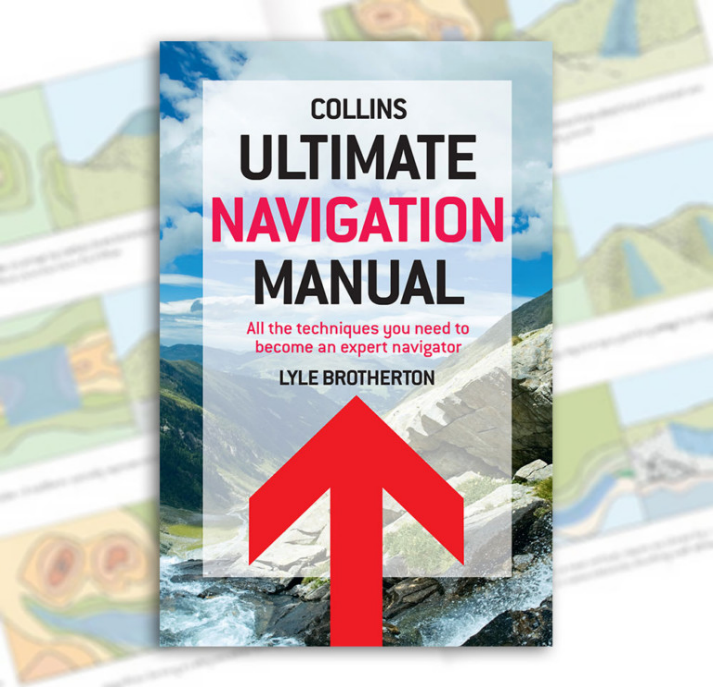 COLLINS
ULTIMATE
NAVIGATION
MANUAL
All the techniques you need to
become an expert navigator
LYLE BROTHERTON